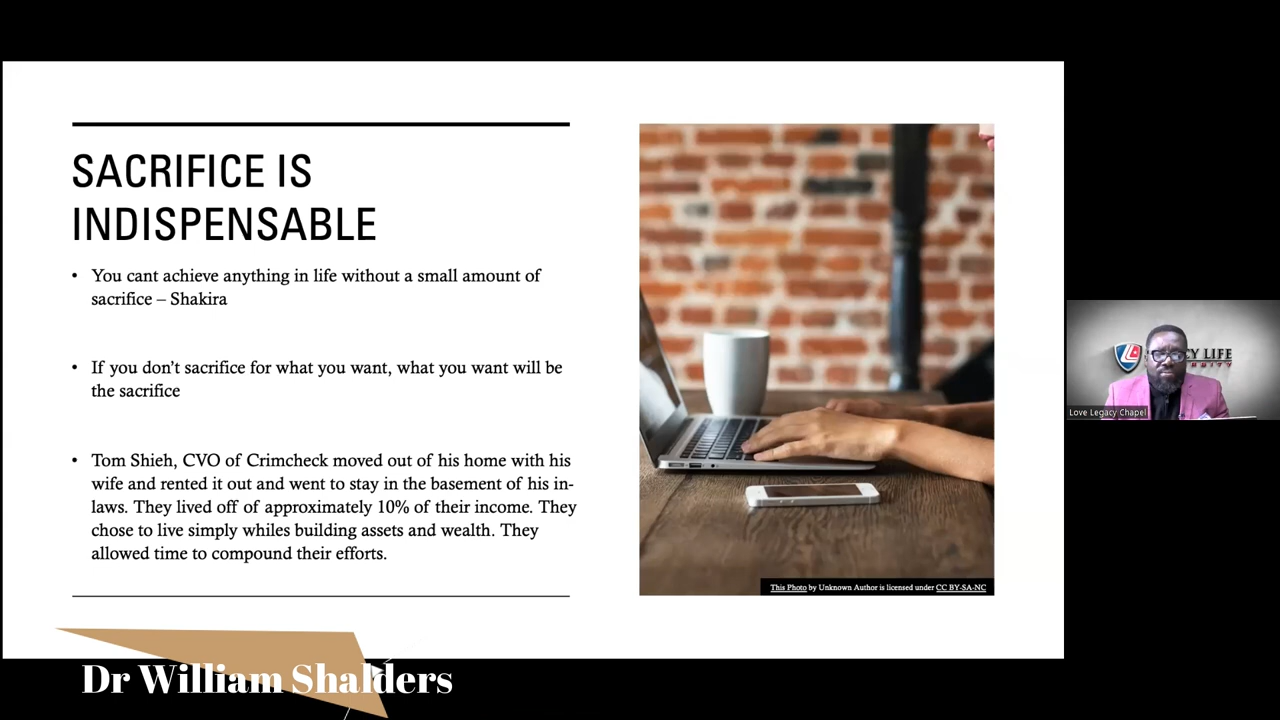 SACRIFICE IS
INDISPENSABLE
• You cant achieve anything in life without a small amount of
sacrifice – Shakira
• If you don't sacrifice for what you want, what you want will be
the sacrifice
• Tom Shieh, CVO of Crimcheck moved out of his home with his
wife and rented it out and went to stay in the basement of his in-
laws. They lived off of approximately 10% of their income. They
chose to live simply whiles building assets and wealth. They
allowed time to compound their efforts.
This Photo by Unknown Author is licensed under CC BY-SA-NC
LIFE
Love Legacy Chapel
Dr William Shalders